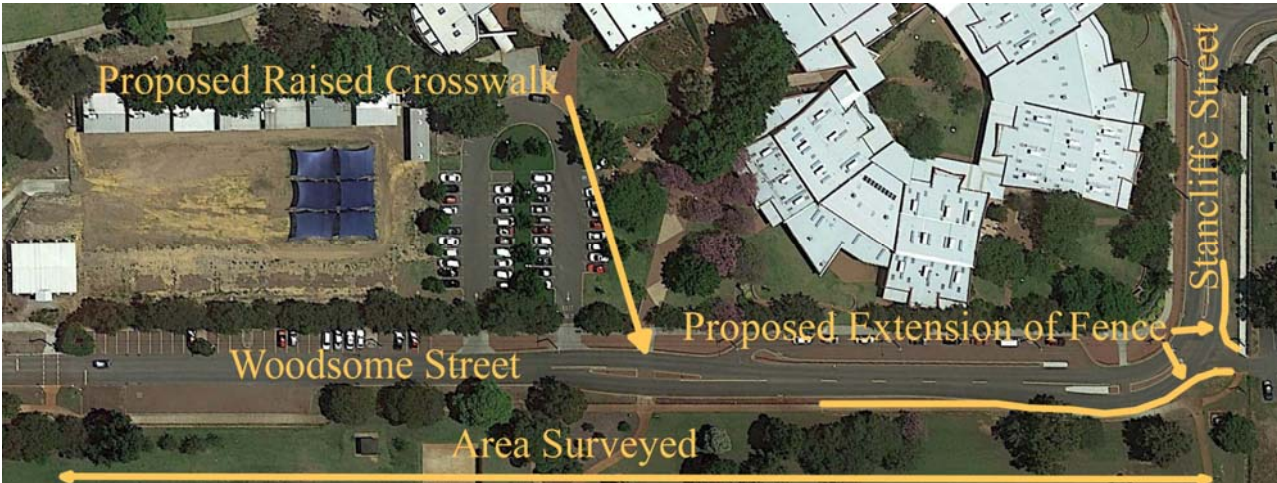 Proposed Raised Crosswalk
Stancliffe Street
Proposed Extension of Fence
Woodsome Street
Area Surveyed